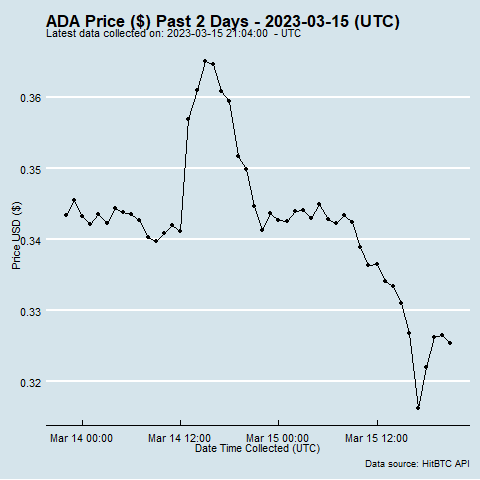 ADA Price ($) Past 2 Days - 2023-03-15 (UTC)
Latest data collected on: 2023-03-15 21:04:00 - UTC
0.36
0.35
0.34
0.33
0.32
Price USD ($)
Mar 14 00:00
Mar 14 12:00
Mar 15 00:00
Mar 15 12:00
Date Time Collected (UTC)
Data source: HitBTC API